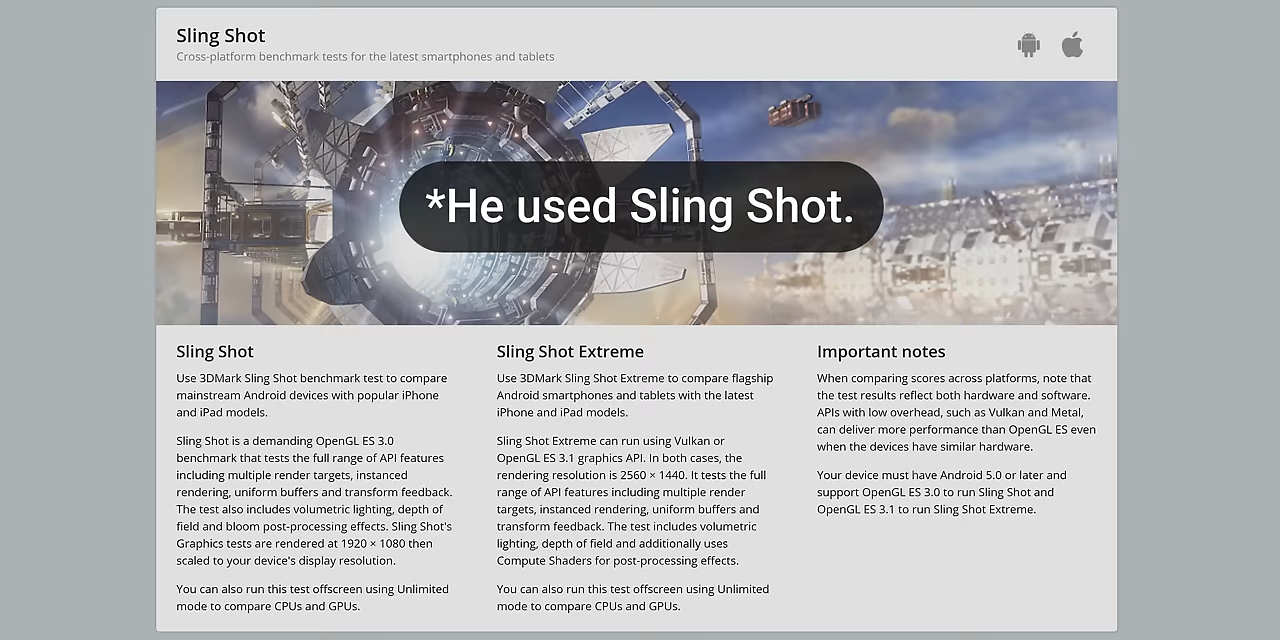 Sling Shot
Cross-platform benchmark tests for the latest smartphones and tablets
*He used Sling Shot.
Sling Shot
Use 3DMark Sling Shot benchmark test to compare
mainstream Android devices with popular iPhone
and iPad models.
Sling Shot is a demanding OpenGL ES 3.0
benchmark that tests the full range of API features
including multiple render targets, instanced
rendering, uniform buffers and transform feedback.
The test also includes volumetric lighting, depth of
field and bloom post-processing effects. Sling Shot's
Graphics tests are rendered at 1920 × 1080 then
scaled to your device's display resolution.
You can also run this test offscreen using Unlimited
mode to compare CPUs and GPUs.
Sling Shot Extreme
Use 3DMark Sling Shot Extreme to compare flagship
Android smartphones and tablets with the latest
iPhone and iPad models.
Sling Shot Extreme can run using Vulkan or
OpenGL ES 3.1 graphics API. In both cases, the
rendering resolution is 2560 × 1440. It tests the full
range of API features including multiple render
targets, instanced rendering, uniform buffers and
transform feedback. The test includes volumetric
lighting, depth of field and additionally uses
Compute Shaders for post-processing effects.
You can also run this test offscreen using Unlimited
mode to compare CPUs and GPUs.
Important notes
When comparing scores across platforms, note that
the test results reflect both hardware and software.
APIs with low overhead, such as Vulkan and Metal,
can deliver more performance than OpenGL ES even
when the devices have similar hardware.
Your device must have Android 5.0 or later and
support OpenGL ES 3.0 to run Sling Shot and
OpenGL ES 3.1 to run Sling Shot Extreme.